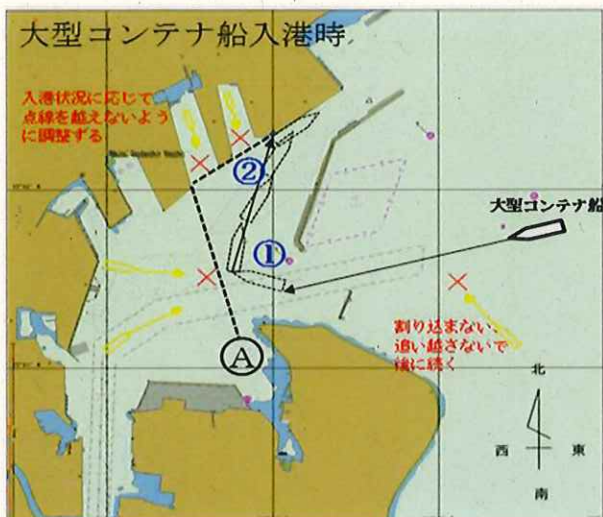 大型コンテナ船入港時
入港状況に応じて
点線を越えないよう
に調整する
②
大型コンテナ船
①
割り込まない、
追い越さないで
後に続く
Ⓐ
北
西 東
南